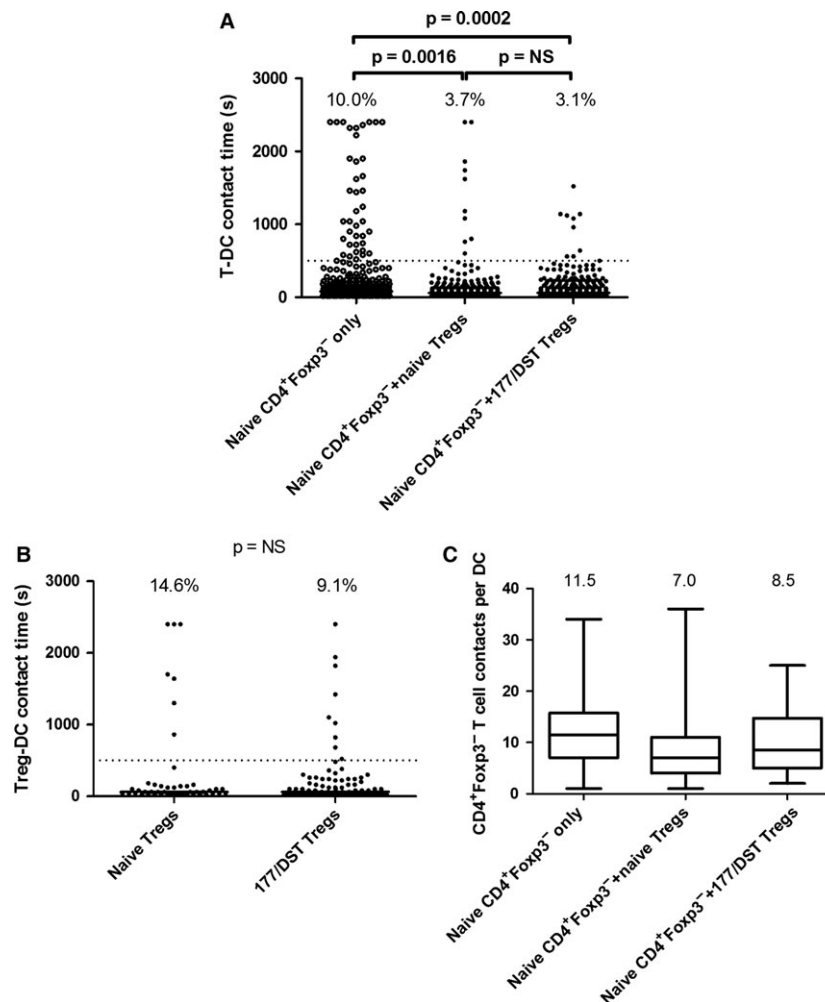 A
p = 0.0002
p = 0.0016 p = NS
3000 10.0% 3.7% 3.1%
2000
1000
0
T-DC contact time (s)
Naive CD4⁺Foxp3⁻ only
Naive CD4⁺Foxp3⁻+naive Tregs
Naive CD4⁺Foxp3⁻+177/DST Tregs
B
p = NS
3000 14.6% 9.1%
2000
1000
0
Treg-DC contact time (s)
Naive Tregs
177/DST Tregs
C
11.5 7.0 8.5
40
30
20
10
0
CD4⁺Foxp3⁻ T cell contacts per DC
Naive CD4⁺Foxp3⁻ only
Naive CD4⁺Foxp3⁻+naive Tregs
Naive CD4⁺Foxp3⁻+177/DST Tregs